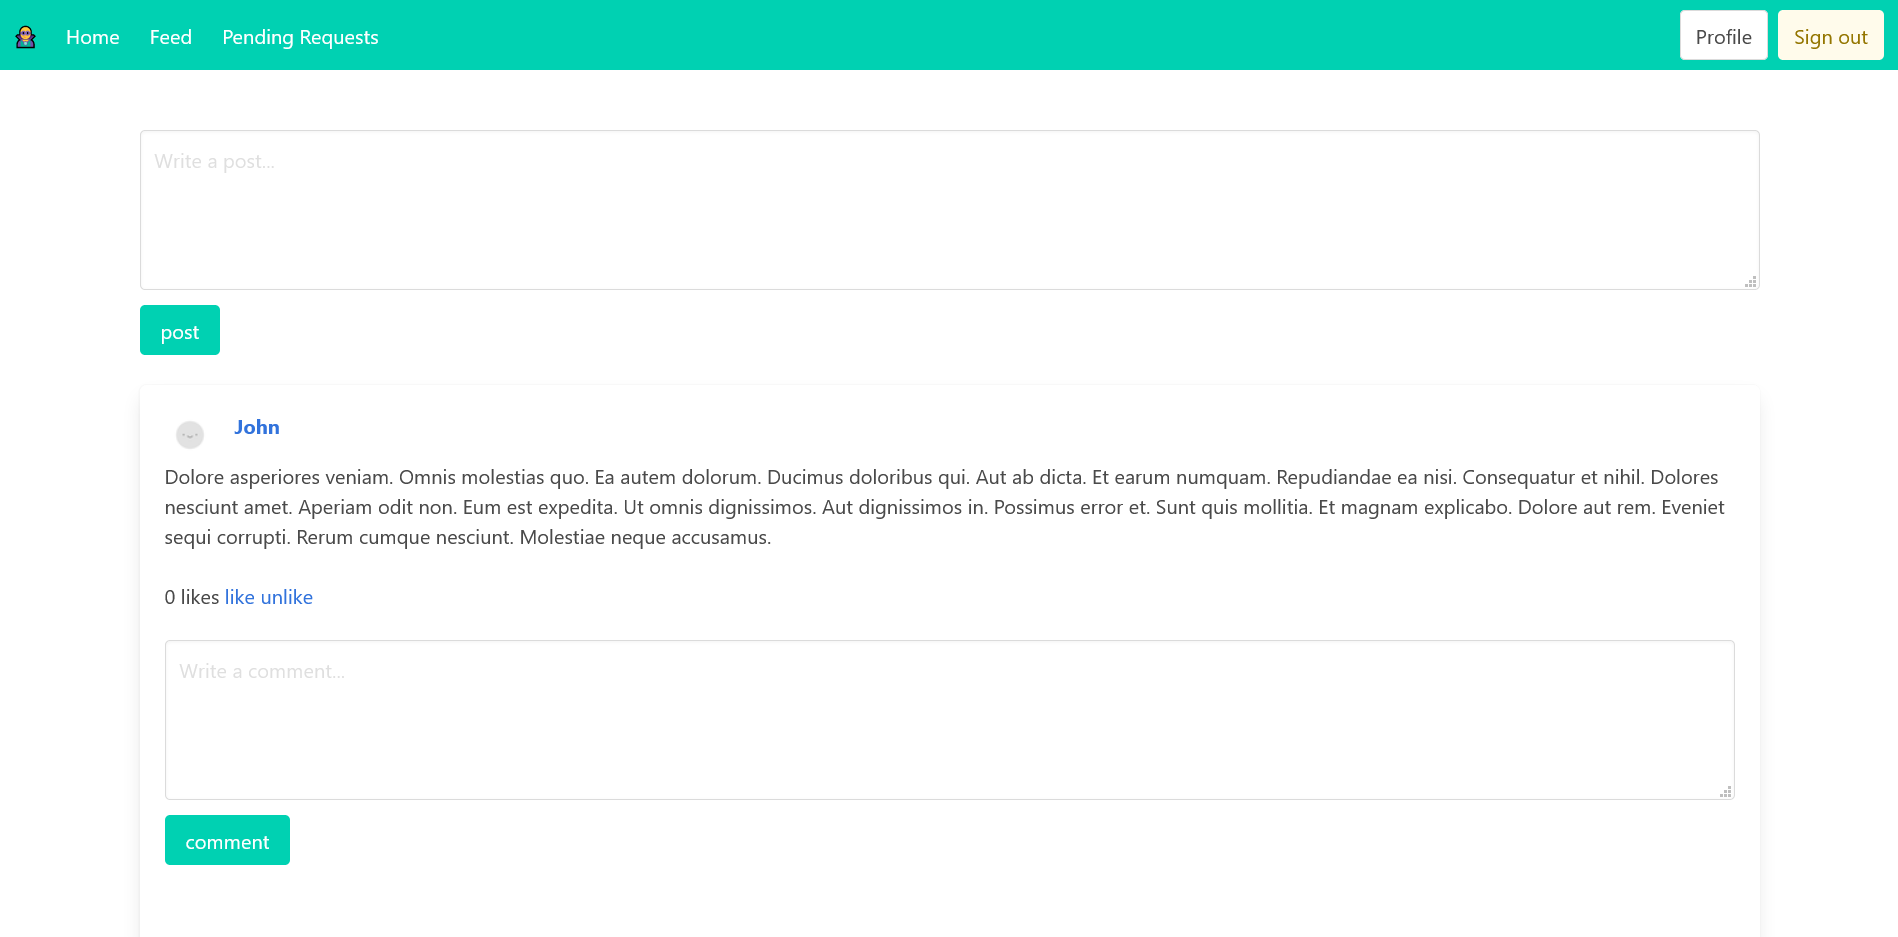 Home Feed Pending Requests Profile Sign out
Write a post...
post
John
Dolore asperiores veniam. Omnis molestias quo. Ea autem dolorum. Ducimus doloribus qui. Aut ab dicta. Et earum numquam. Repudiandae ea nisi. Consequatur et nihil. Dolores
nesciunt amet. Aperiam odit non. Eum est expedita. Ut omnis dignissimos. Aut dignissimos in. Possimus error et. Sunt quis mollitia. Et magnam explicabo. Dolore aut rem. Eveniet
sequi corrupti. Rerum cumque nesciunt. Molestiae neque accusamus.
0 likes like unlike
Write a comment...
comment